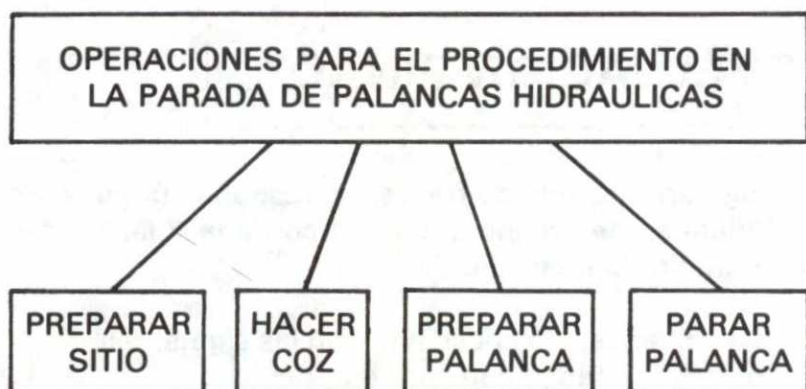 OPERACIONES PARA EL PROCEDIMIENTO EN
LA PARADA DE PALANCAS HIDRAULICAS
PREPARAR
SITIO
HACER
COZ
PREPARAR
PALANCA
PARAR
PALANCA